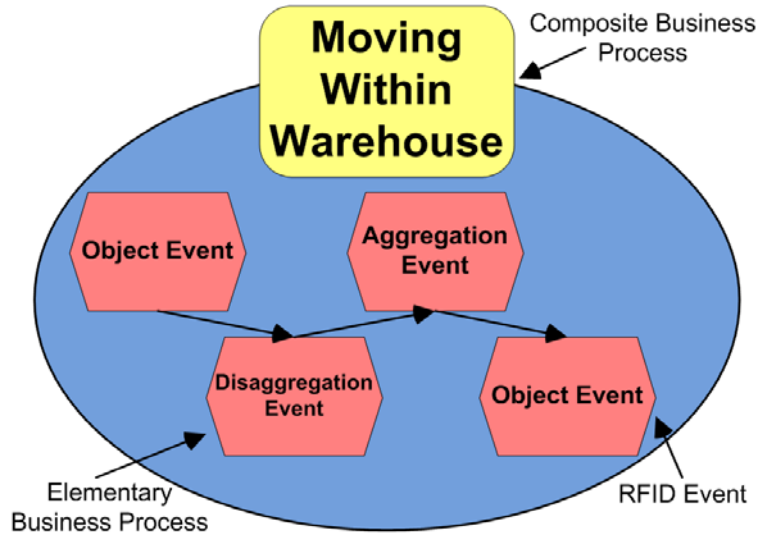 Moving
Within
Warehouse
Composite Business
Process
Object Event
Aggregation
Event
Disaggregation
Event
Object Event
Elementary
Business Process
RFID Event